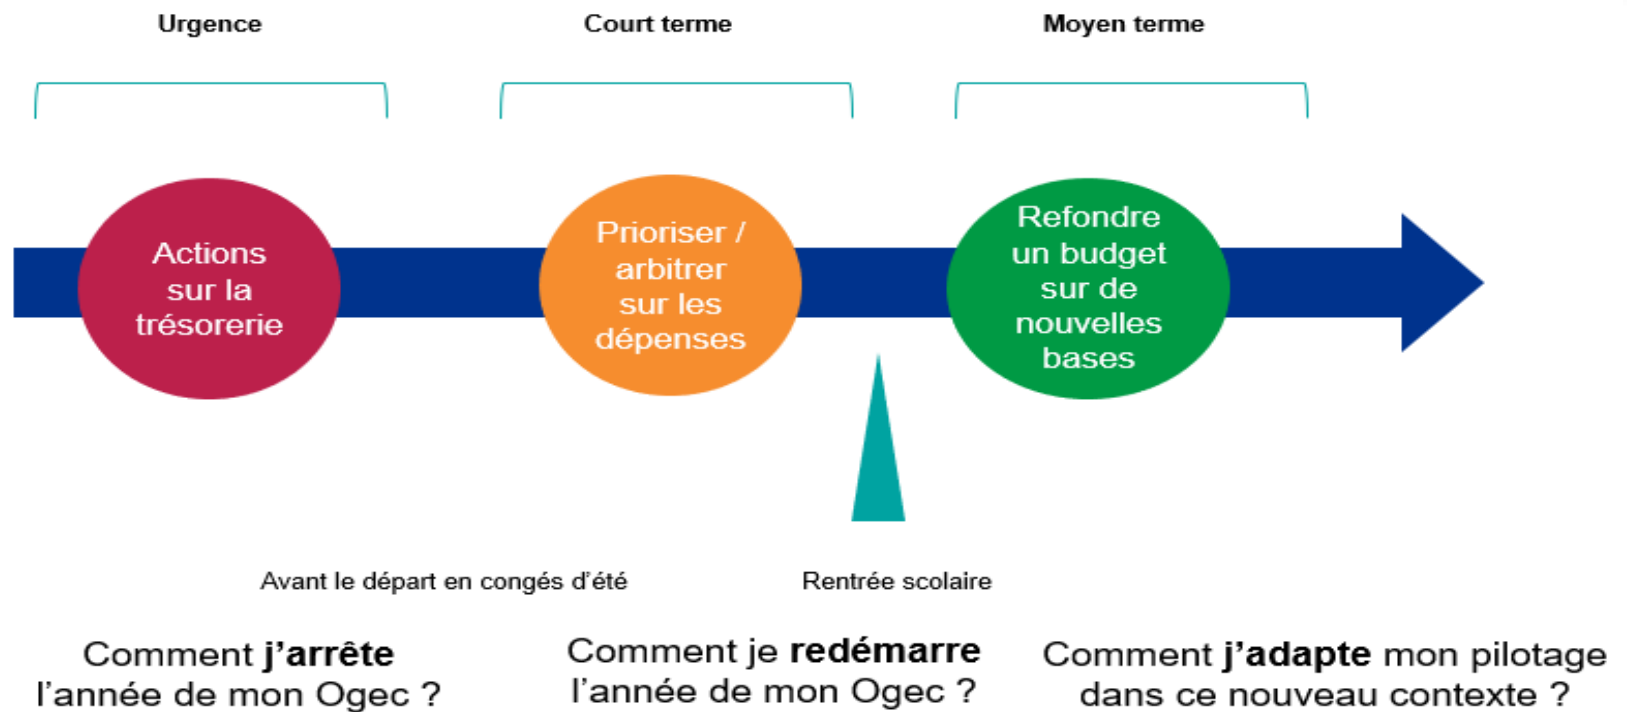 Urgence
Court terme
Moyen terme
Actions
sur la
trésorerie
Prioriser /
arbitrer
sur les
dépenses
Refondre
un budget
sur de
nouvelles
bases
Avant le départ en congés d'été
Rentrée scolaire
Comment j'arrête
l'année de mon Ogec ?
Comment je redémarre
l'année de mon Ogec ?
Comment j'adapte mon pilotage
dans ce nouveau contexte ?